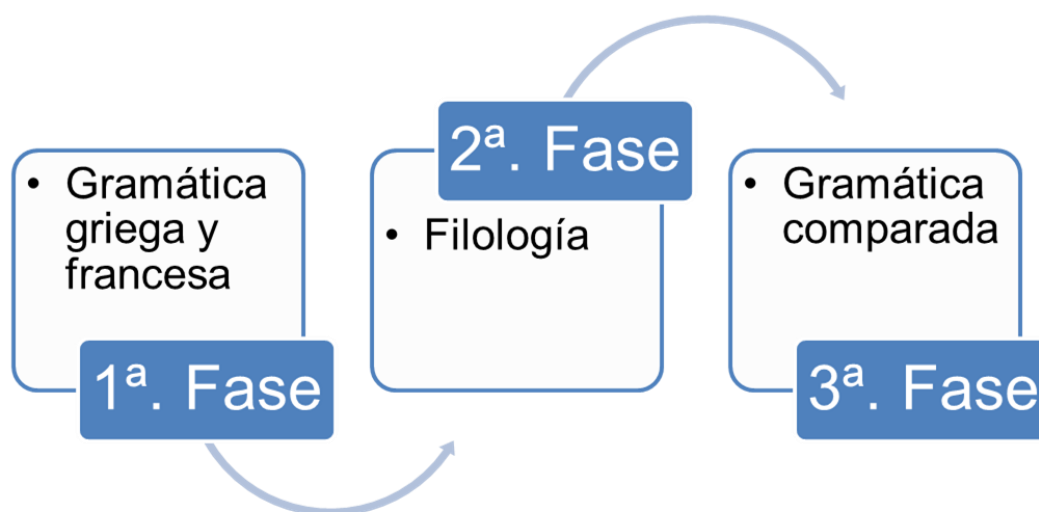 • Gramática
griega y
francesa
1ª. Fase
2ª. Fase
• Filología
• Gramática
comparada
3ª. Fase